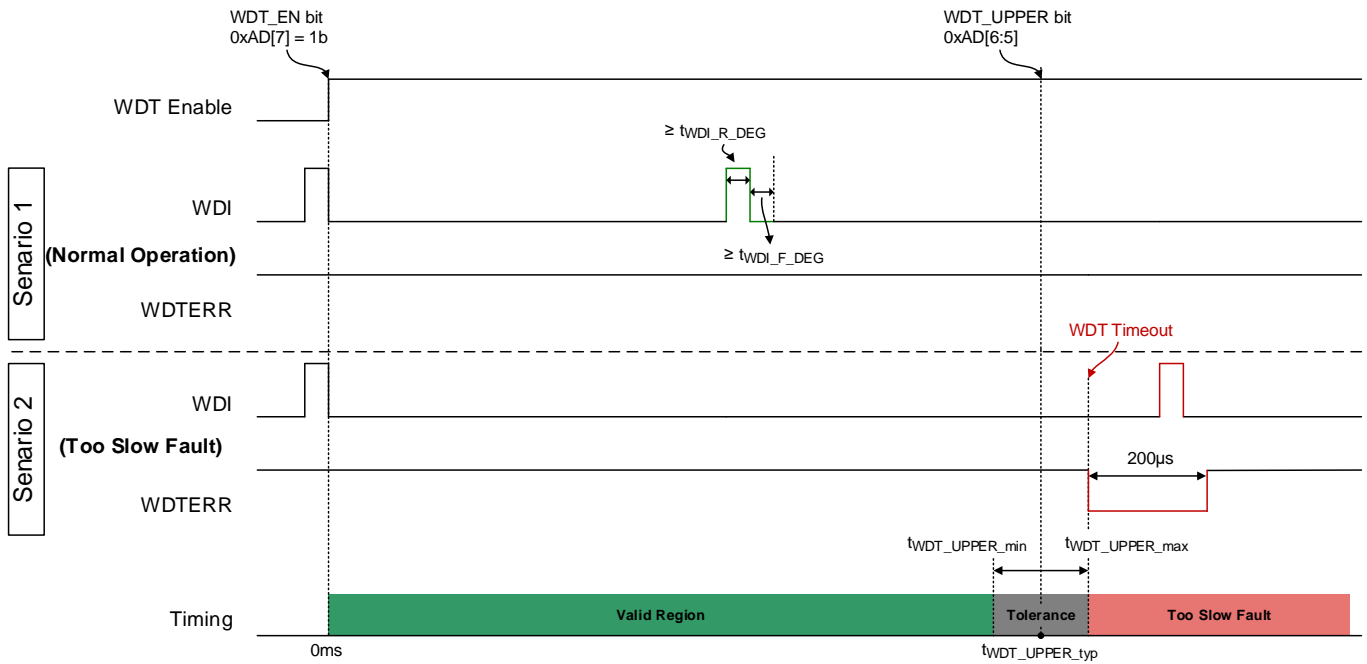 WDT_EN bit
0xAD[7] = 1b
WDT_UPPER bit
0xAD[6:5]
WDT Enable
≥ tWDI_R_DEG
Senario 1
WDI
(Normal Operation)
≥ tWDI_F_DEG
WDTERR
WDT Timeout
Senario 2
WDI
(Too Slow Fault)
200µs
WDTERR
tWDT_UPPER_min
tWDT_UPPER_max
Timing
Valid Region
Tolerance
Too Slow Fault
0ms
tWDT_UPPER_typ